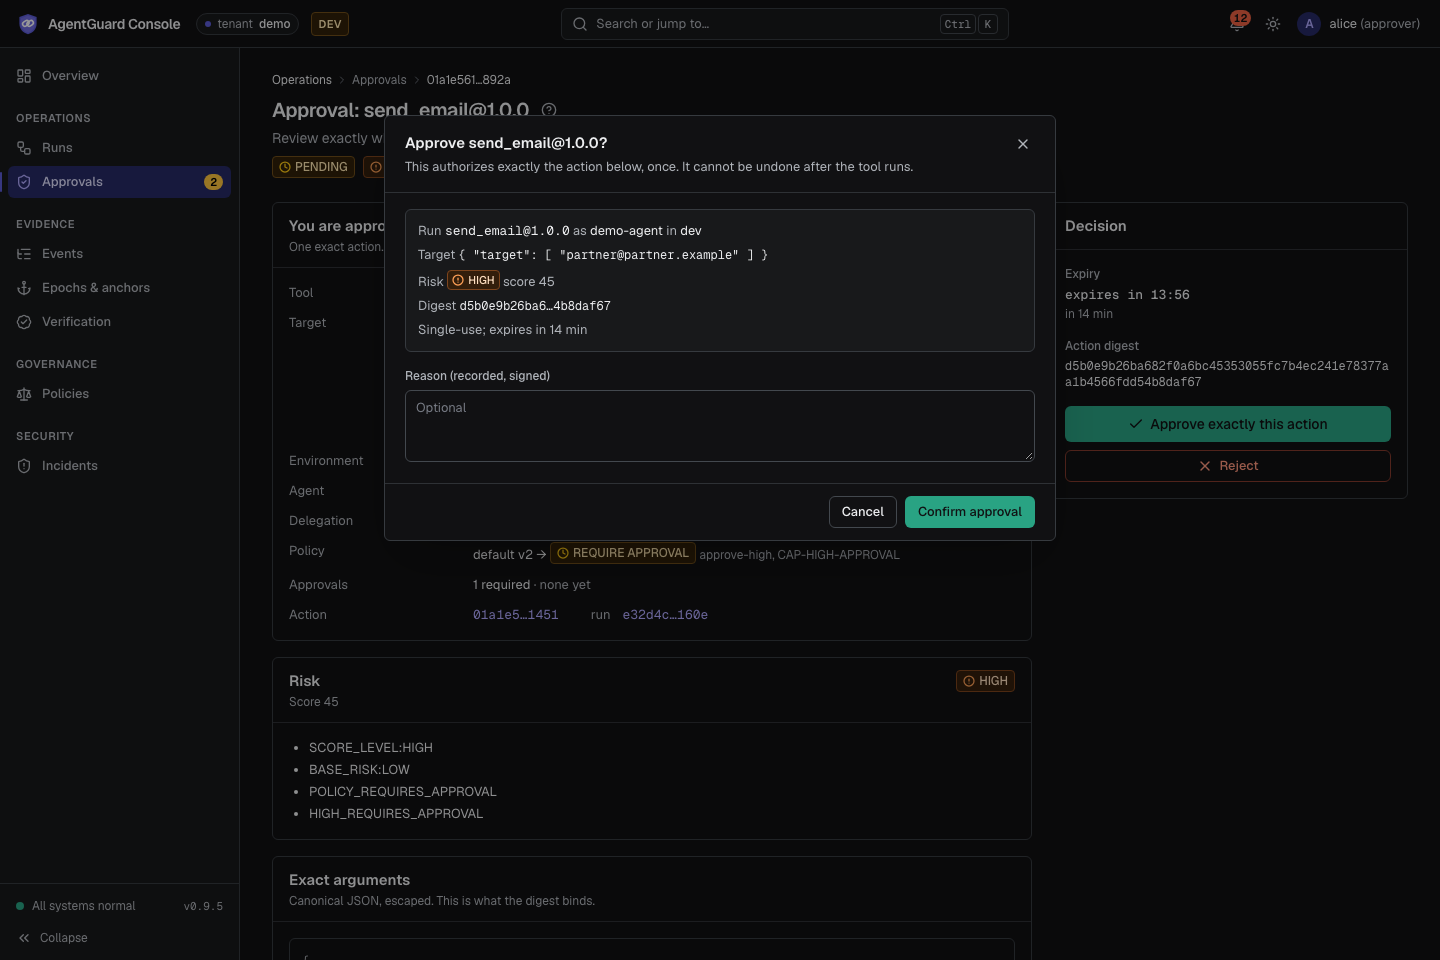 AgentGuard Console
tenant demo
DEV
Search or jump to…
Ctrl K
12
A
alice (approver)
Overview
OPERATIONS
Runs
Approvals
2
EVIDENCE
Events
Epochs & anchors
Verification
GOVERNANCE
Policies
SECURITY
Incidents
All systems normal
v0.9.5
Collapse
Operations > Approvals > 01a1e561…892a
Approval: send_email@1.0.0
Review exactly
PENDING
You are
One exact action.
Tool
Target
Environment
Agent
Delegation
Policy
default v2 → REQUIRE APPROVAL approve-high, CAP-HIGH-APPROVAL
Approvals
1 required · none yet
Action
01a1e5…1451 run e32d4c…160e
Risk
Score 45
HIGH
• SCORE_LEVEL:HIGH
• BASE_RISK:LOW
• POLICY_REQUIRES_APPROVAL
• HIGH_REQUIRES_APPROVAL
Exact arguments
Canonical JSON, escaped. This is what the digest binds.
{
Approve send_email@1.0.0?
This authorizes exactly the action below, once. It cannot be undone after the tool runs.
Run send_email@1.0.0 as demo-agent in dev
Target { "target": [ "partner@partner.example" ] }
Risk HIGH score 45
Digest d5b0e9b26ba6…4b8daf67
Single-use; expires in 14 min
Reason (recorded, signed)
Optional
Cancel
Confirm approval
Decision
Expiry
expires in 13:56
in 14 min
Action digest
d5b0e9b26ba682f0a6bc45353055fc7b4ec241e78377a
a1b4566fdd54b8daf67
Approve exactly this action
Reject